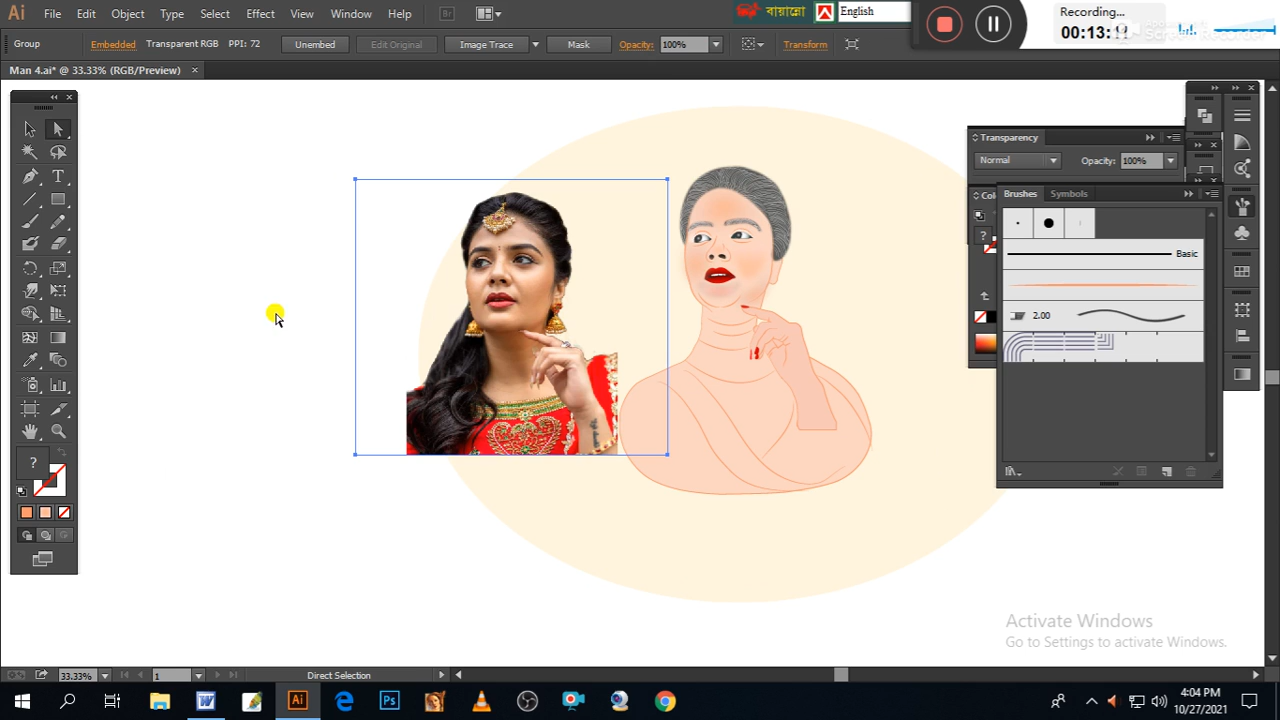 Ai File Edit Object Type Select Effect View Window Help Br
বায়ান্নো English
Recording...
Group Embedded Transparent RGB PPI: 72 Unembed Edit Original Image Trace Mask Opacity: 100% Transform
Man 4.ai* @ 33.33% (RGB/Preview)
Transparency
Normal Opacity: 100%
Brushes Symbols
Basic
2.00
?
?
Activate Windows
Go to Settings to activate Windows.
33.33% 1 Direct Selection
W Ai e Ps
4:04 PM
10/27/2021